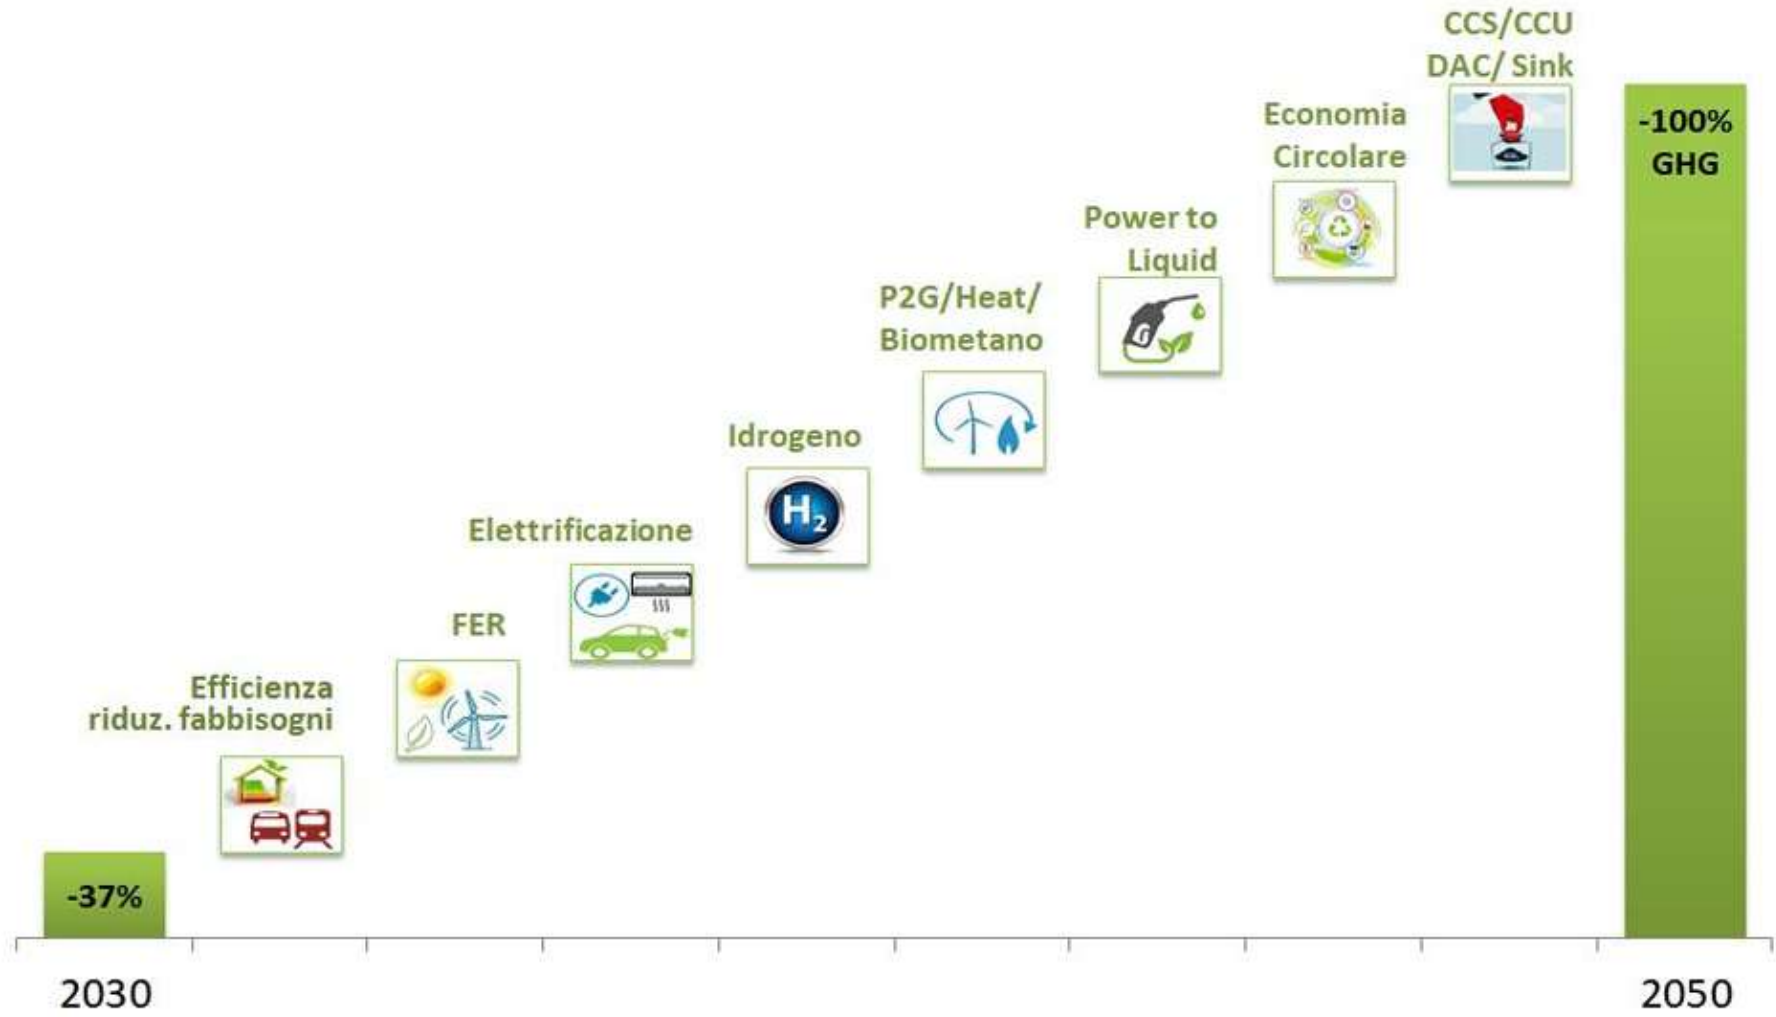 CCS/CCU
DAC/ Sink
-100%
GHG
Economia
Circolare
Power to
Liquid
P2G/Heat/
Biometano
Idrogeno
H2
Elettrificazione
FER
Efficienza
riduz. fabbisogni
-37%
2030
2050